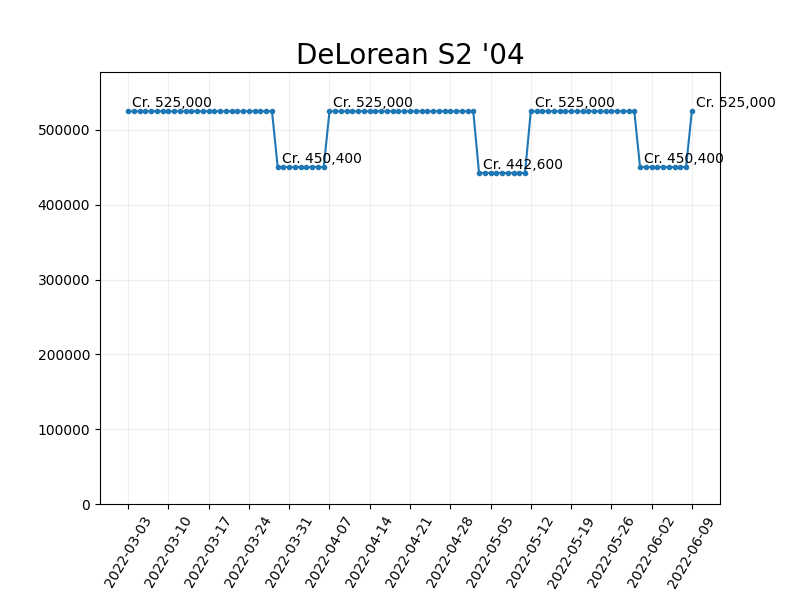 DeLorean S2 '04
Cr. 525,000
Cr. 525,000
Cr. 525,000
Cr. 525,000
Cr. 450,400
Cr. 442,600
Cr. 450,400
500000
400000
300000
200000
100000
0
2022-03-03
2022-03-10
2022-03-17
2022-03-24
2022-03-31
2022-04-07
2022-04-14
2022-04-21
2022-04-28
2022-05-05
2022-05-12
2022-05-19
2022-05-26
2022-06-02
2022-06-09